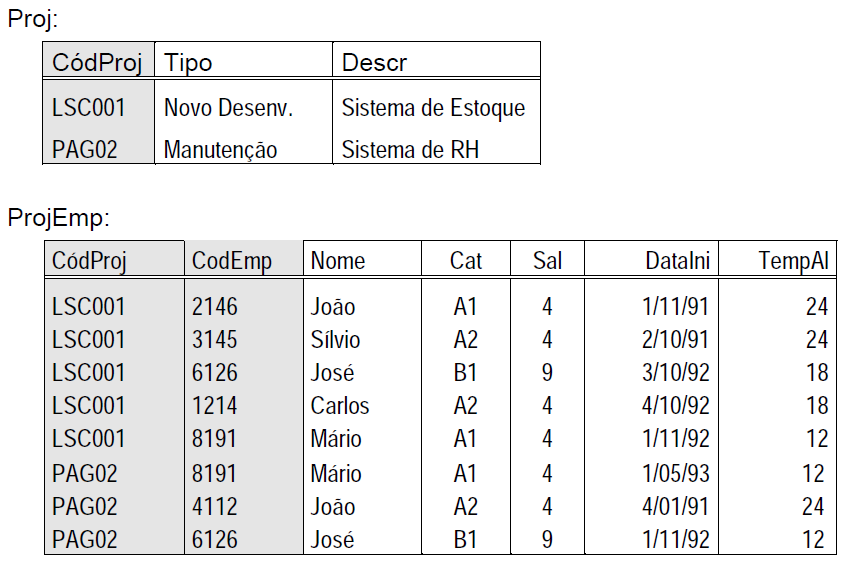 Proj:
CódProj Tipo Descr
LSC001 Novo Desenv. Sistema de Estoque
PAG02 Manutenção Sistema de RH
ProjEmp:
CódProj CodEmp Nome Cat Sal DataIni TempAl
LSC001 2146 João A1 4 1/11/91 24
LSC001 3145 Sílvio A2 4 2/10/91 24
LSC001 6126 José B1 9 3/10/92 18
LSC001 1214 Carlos A2 4 4/10/92 18
LSC001 8191 Mário A1 4 1/11/92 12
PAG02 8191 Mário A1 4 1/05/93 12
PAG02 4112 João A2 4 4/01/91 24
PAG02 6126 José B1 9 1/11/92 12